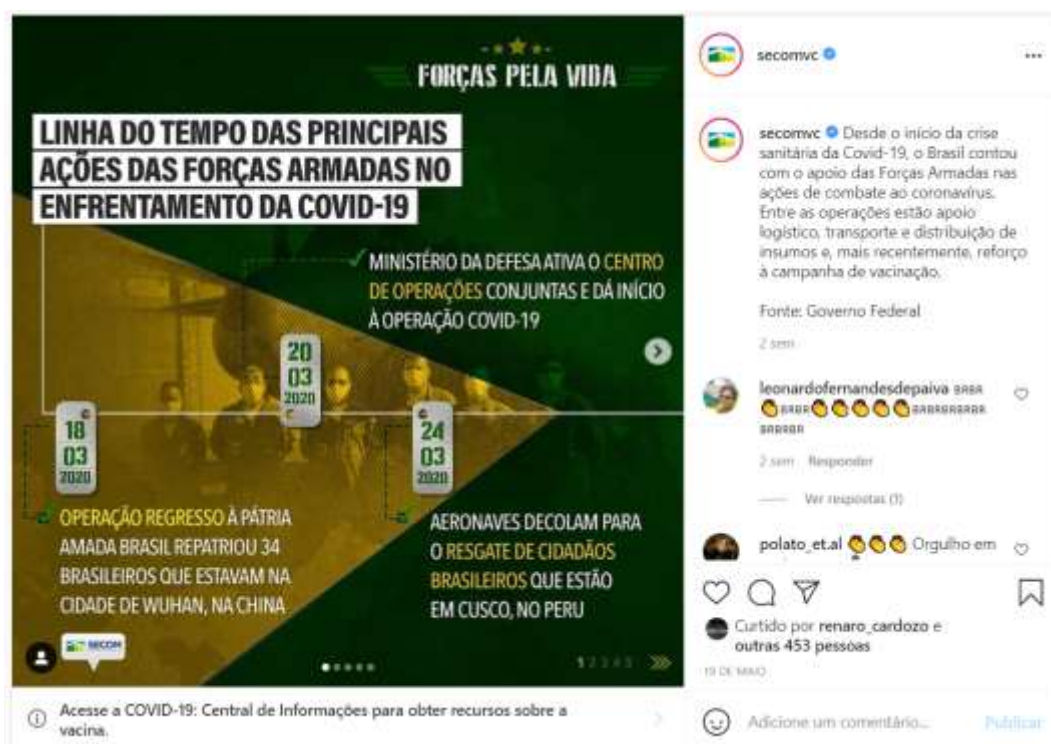 FORÇAS PELA VIDA
LINHA DO TEMPO DAS PRINCIPAIS
AÇÕES DAS FORÇAS ARMADAS NO
ENFRENTAMENTO DA COVID-19
MINISTÉRIO DA DEFESA ATIVA O CENTRO
DE OPERAÇÕES CONJUNTAS E DÁ INÍCIO
À OPERAÇÃO COVID-19
20
03
2020
18
03
2020
24
03
2020
OPERAÇÃO REGRESSO À PÁTRIA
AMADA BRASIL REPATRIOU 34
BRASILEIROS QUE ESTAVAM NA
CIDADE DE WUHAN, NA CHINA
AERONAVES DECOLAM PARA
O RESGATE DE CIDADÃOS
BRASILEIROS QUE ESTÃO
EM CUSCO, NO PERU
SECOM
1 2 3 4 5
Acesse a COVID-19: Central de Informações para obter recursos sobre a
vacina.
secomvc
secomvc Desde o início da crise
sanitária da Covid-19, o Brasil contou
com o apoio das Forças Armadas nas
ações de combate ao coronavírus.
Entre as operações estão apoio
logístico, transporte e distribuição de
insumos e, mais recentemente, reforço
à campanha de vacinação.
Fonte: Governo Federal
2 sem
leonardofernandesdepaiva
2 sem Responder
Ver respostas (1)
polato_et.al 👏👏👏 Orgulho em
Curtido por renaro_cardozo e
outras 453 pessoas
19 DE MAIO
Adicione um comentário... Publicar